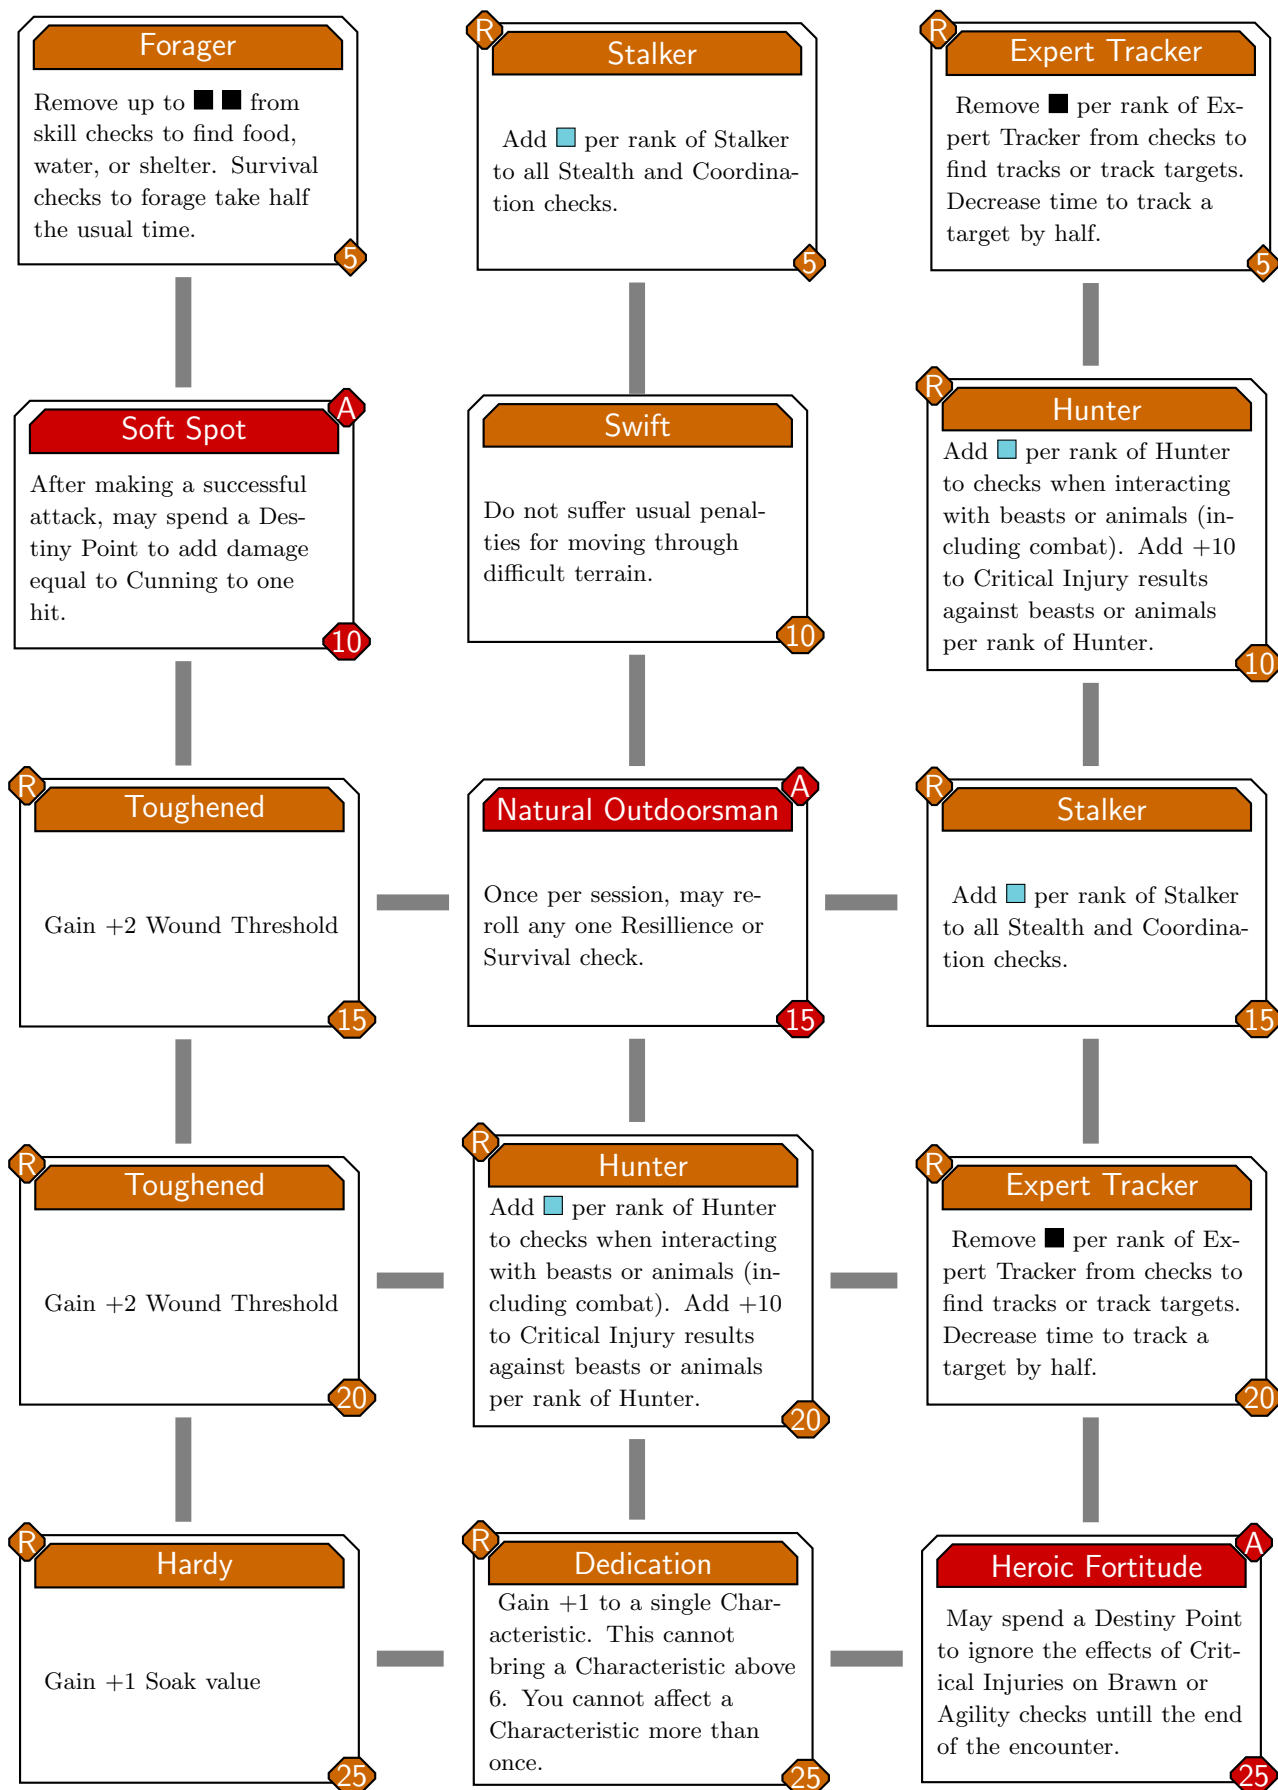 Forager
Remove up to ■ ■ from
skill checks to find food,
water, or shelter. Survival
checks to forage take half
the usual time.
5
R
Stalker
Add per rank of Stalker
to all Stealth and Coordina-
tion checks.
5
R
Expert Tracker
Remove ■ per rank of Ex-
pert Tracker from checks to
find tracks or track targets.
Decrease time to track a
target by half.
5
A
Soft Spot
After making a successful
attack, may spend a Des-
tiny Point to add damage
equal to Cunning to one
hit.
10
Swift
Do not suffer usual penal-
ties for moving through
difficult terrain.
10
R
Hunter
Add per rank of Hunter
to checks when interacting
with beasts or animals (in-
cluding combat). Add +10
to Critical Injury results
against beasts or animals
per rank of Hunter.
10
R
Toughened
Gain +2 Wound Threshold
15
A
Natural Outdoorsman
Once per session, may re-
roll any one Resillience or
Survival check.
15
R
Stalker
Add per rank of Stalker
to all Stealth and Coordina-
tion checks.
15
R
Toughened
Gain +2 Wound Threshold
20
R
Hunter
Add per rank of Hunter
to checks when interacting
with beasts or animals (in-
cluding combat). Add +10
to Critical Injury results
against beasts or animals
per rank of Hunter.
20
R
Expert Tracker
Remove ■ per rank of Ex-
pert Tracker from checks to
find tracks or track targets.
Decrease time to track a
target by half.
20
R
Hardy
Gain +1 Soak value
25
R
Dedication
Gain +1 to a single Char-
acteristic. This cannot
bring a Characteristic above
6. You cannot affect a
Characteristic more than
once.
25
A
Heroic Fortitude
May spend a Destiny Point
to ignore the effects of Crit-
ical Injuries on Brawn or
Agility checks untill the end
of the encounter.
25